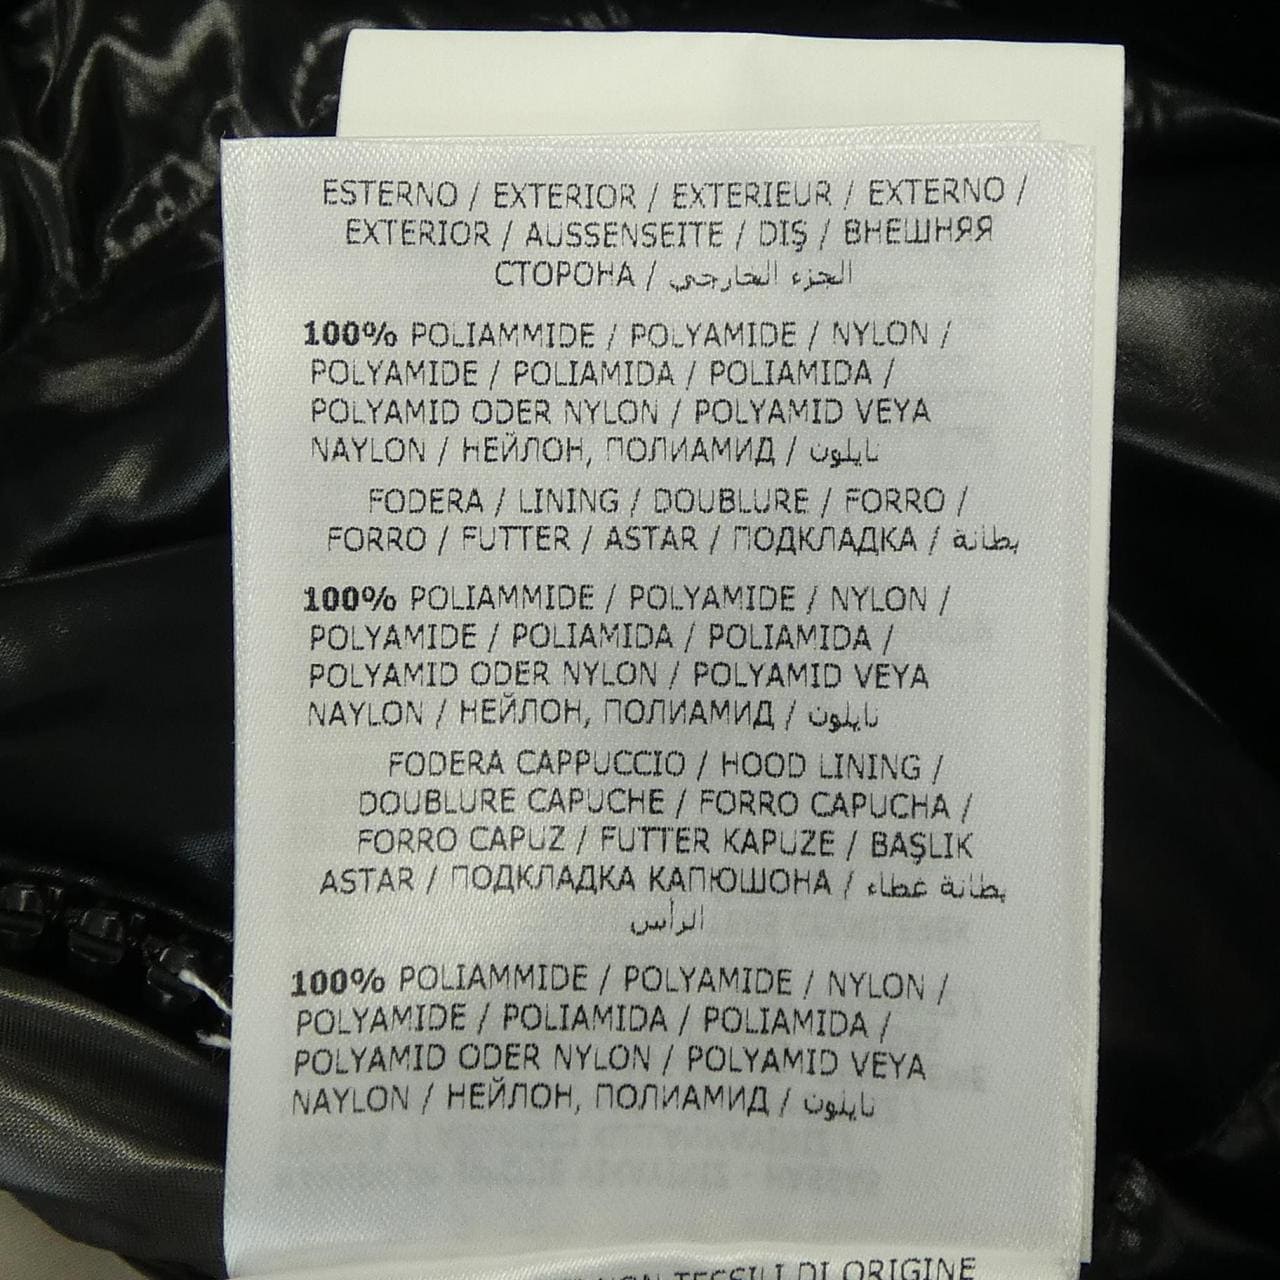 ESTERNO / EXTERIOR / EXTERIEUR / EXTERNO /
EXTERIOR / AUSSENSEITE / DIŞ / ВНЕШНЯЯ
СТОРОНА / الجزء الخارجي
100% POLIAMMIDE / POLYAMIDE / NYLON /
POLYAMIDE / POLIAMIDA / POLIAMIDA /
POLYAMID ODER NYLON / POLYAMID VEYA
NAYLON / НЕЙЛОН, ПОЛИАМИД / نايلون
FODERA / LINING / DOUBLURE / FORRO /
FORRO / FUTTER / ASTAR / ПОДКЛАДКА / بطانة
100% POLIAMMIDE / POLYAMIDE / NYLON /
POLYAMIDE / POLIAMIDA / POLIAMIDA /
POLYAMID ODER NYLON / POLYAMID VEYA
NAYLON / НЕЙЛОН, ПОЛИАМИД / نايلون
FODERA CAPPUCCIO / HOOD LINING /
DOUBLURE CAPUCHE / FORRO CAPUCHA /
FORRO CAPUZ / FUTTER KAPUZE / BAŞLIK
ASTAR / ПОДКЛАДКА КАПЮШОНА / بطانة غطاء
الرأس
100% POLIAMMIDE / POLYAMIDE / NYLON /
POLYAMIDE / POLIAMIDA / POLIAMIDA /
POLYAMID ODER NYLON / POLYAMID VEYA
NAYLON / НЕЙЛОН, ПОЛИАМИД / نايلون
NON TESSILI DI ORIGINE